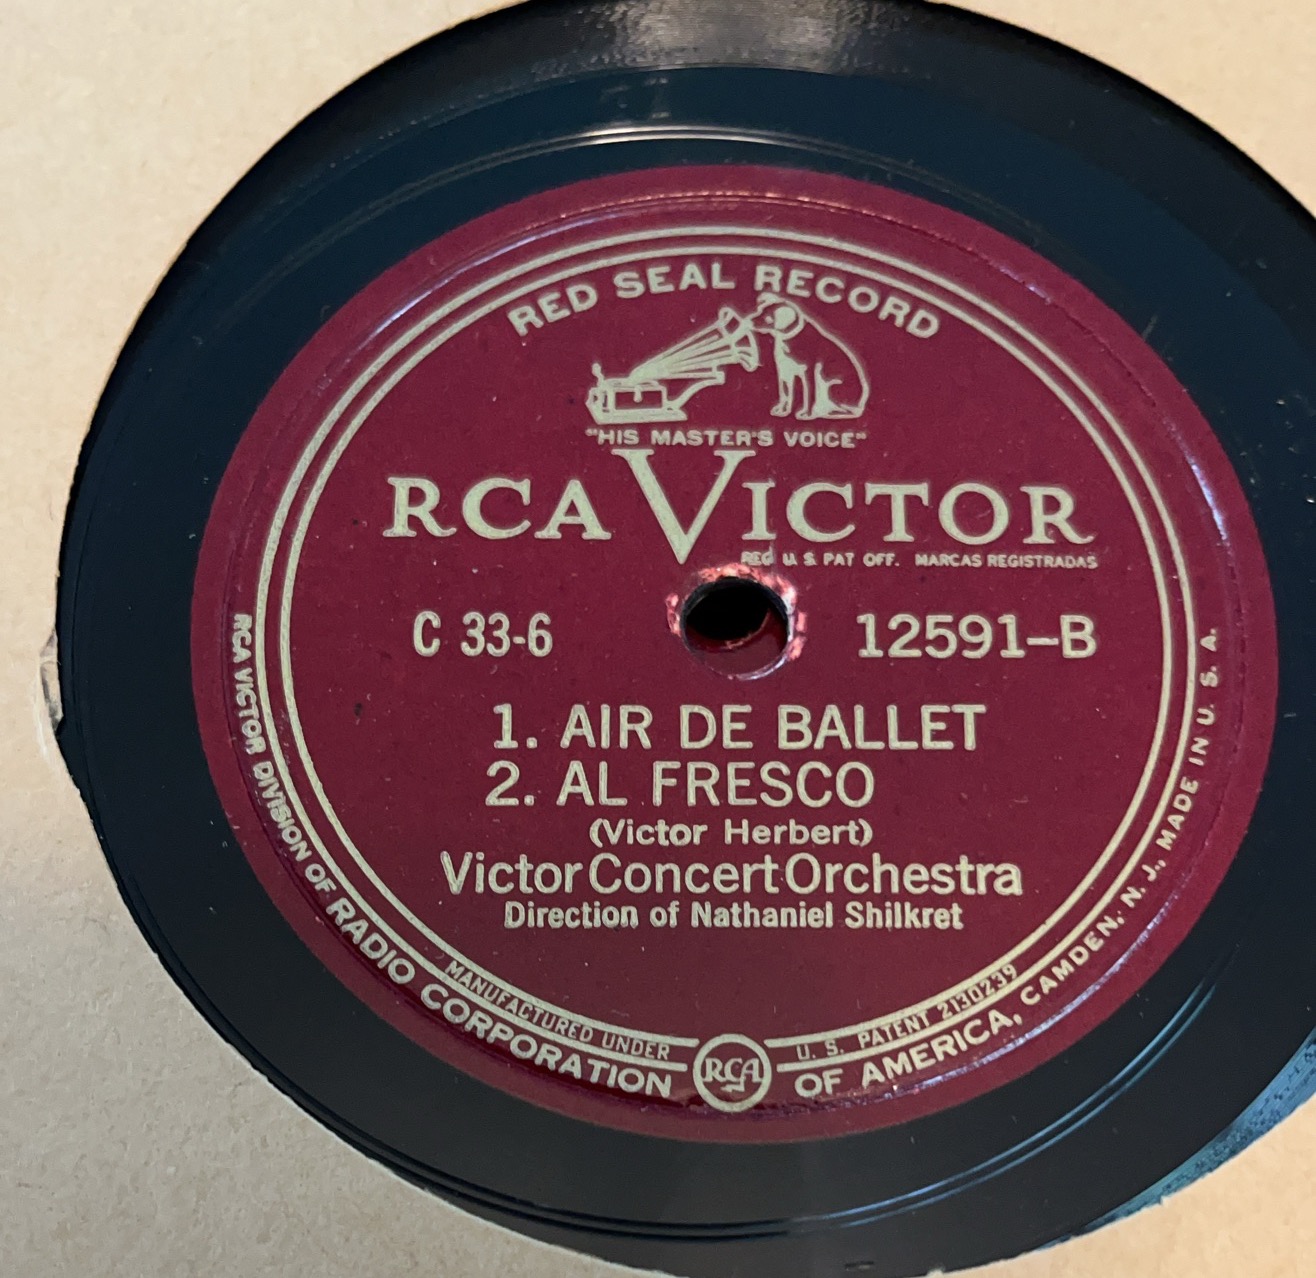 RED SEAL RECORD
"HIS MASTER'S VOICE"
RCA VICTOR
REG. U. S. PAT. OFF. MARCAS REGISTRADAS
C 33-6
12591-B
1. AIR DE BALLET
2. AL FRESCO
(Victor Herbert)
Victor Concert Orchestra
Direction of Nathaniel Shilkret
MANUFACTURED UNDER
U. S. PATENT 2130239
RCA VICTOR DIVISION OF RADIO CORPORATION
RCA
OF AMERICA, CAMDEN, N. J., MADE IN U. S. A.